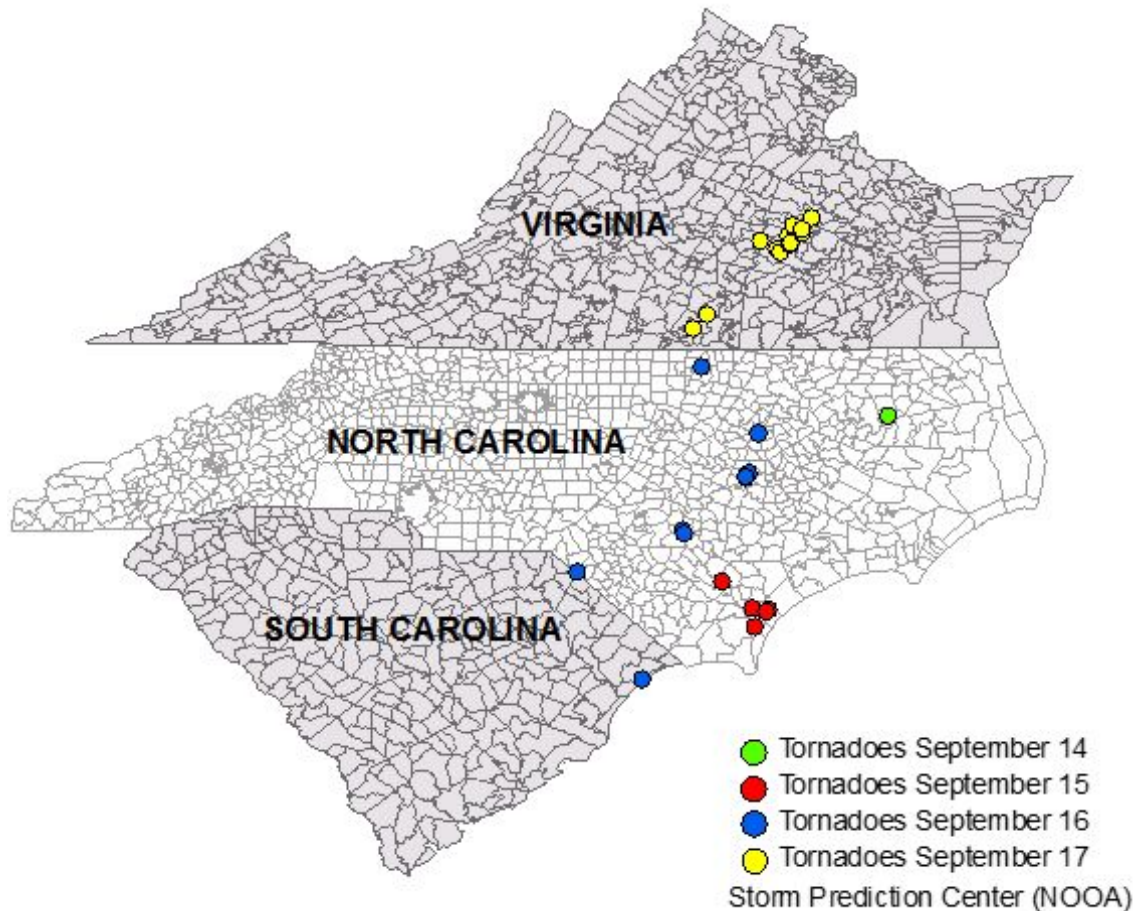 VIRGINIA
NORTH CAROLINA
SOUTH CAROLINA
Tornadoes September 14
Tornadoes September 15
Tornadoes September 16
Tornadoes September 17
Storm Prediction Center (NOOA)